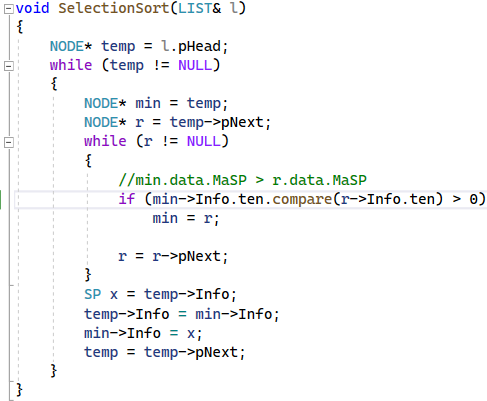 void SelectionSort(LIST& l)
{
    NODE* temp = l.pHead;
    while (temp != NULL)
    {
        NODE* min = temp;
        NODE* r = temp->pNext;
        while (r != NULL)
        {
            //min.data.MaSP > r.data.MaSP
            if (min->Info.ten.compare(r->Info.ten) > 0)
                min = r;

            r = r->pNext;
        }
        SP x = temp->Info;
        temp->Info = min->Info;
        min->Info = x;
        temp = temp->pNext;
    }
}